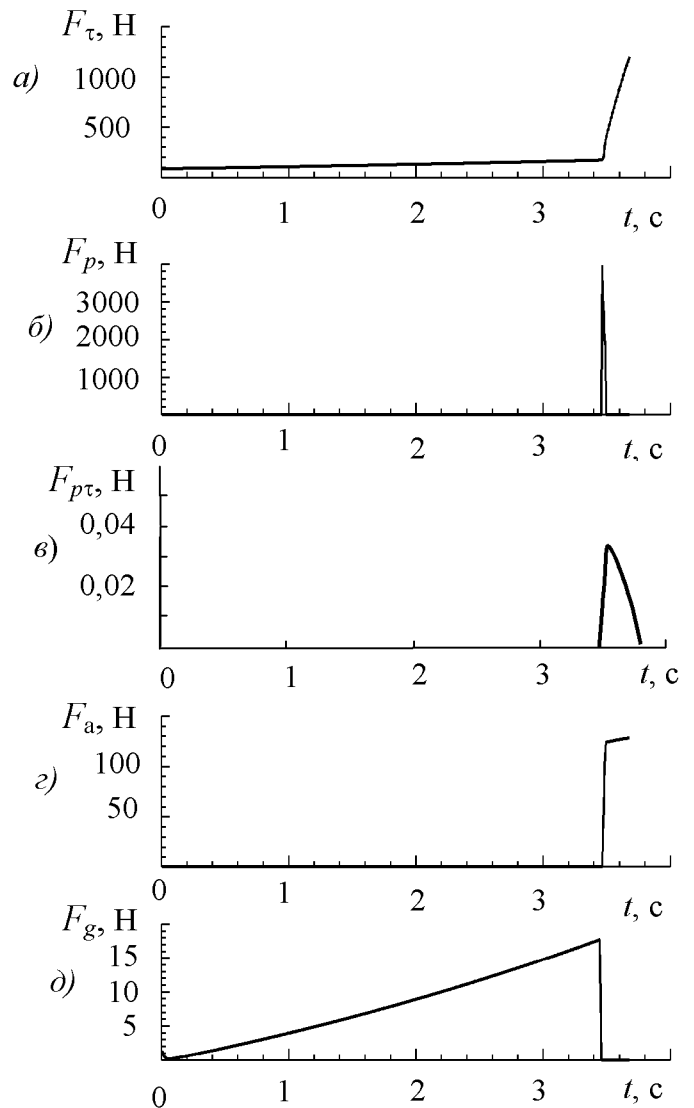 F_τ, Н
а)
1000
500
0 1 2 3 t, с
F_p, Н
б)
3000
2000
1000
0 1 2 3 t, с
F_pτ, Н
0,04
в)
0,02
0 1 2 3 t, с
F_а, Н
100
г)
50
0 1 2 3 t, с
F_g, Н
15
д)
10
5
0 1 2 3 t, с